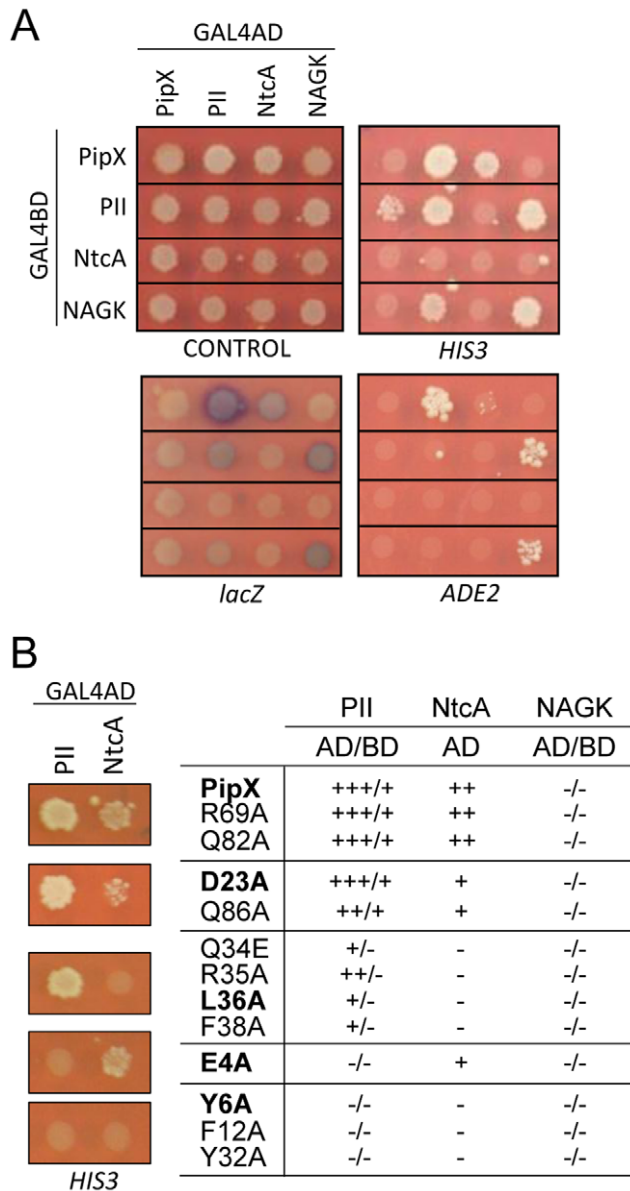 A
GAL4AD
PipX PII NtcA NAGK
GAL4BD
PipX
PII
NtcA
NAGK
CONTROL HIS3
lacZ ADE2
B
GAL4AD
PII NtcA
HIS3
PII NtcA NAGK
AD/BD AD AD/BD
PipX +++/+ ++ -/-
R69A +++/+ ++ -/-
Q82A +++/+ ++ -/-
D23A +++/+ + -/-
Q86A ++/+ + -/-
Q34E +/- - -/-
R35A ++/- - -/-
L36A +/- - -/-
F38A +/- - -/-
E4A -/- + -/-
Y6A -/- - -/-
F12A -/- - -/-
Y32A -/- - -/-